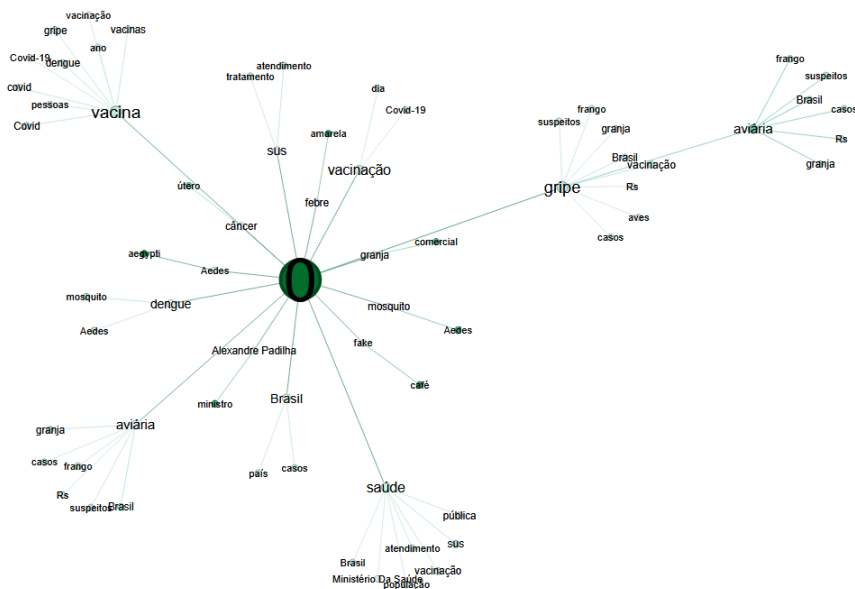 vacinação
gripe
vacinas
ano
Covid-19
dengue
covid
pessoas
vacina
Covid
atendimento
tratamento
sus
dia
Covid-19
amarela
vacinação
febre
útero
câncer
frango
suspeitos
Brasil
casos
aviária
Rs
granja
frango
suspeitos
granja
Brasil
vacinação
gripe
Rs
aves
casos
comercial
granja
aegypti
Aedes
0
mosquito
dengue
Aedes
mosquito
Aedes
fake
café
Alexandre Padilha
ministro
Brasil
país
casos
aviária
granja
casos
frango
Rs
suspeitos
Brasil
saúde
pública
sus
atendimento
Brasil
vacinação
Ministério Da Saúde
população